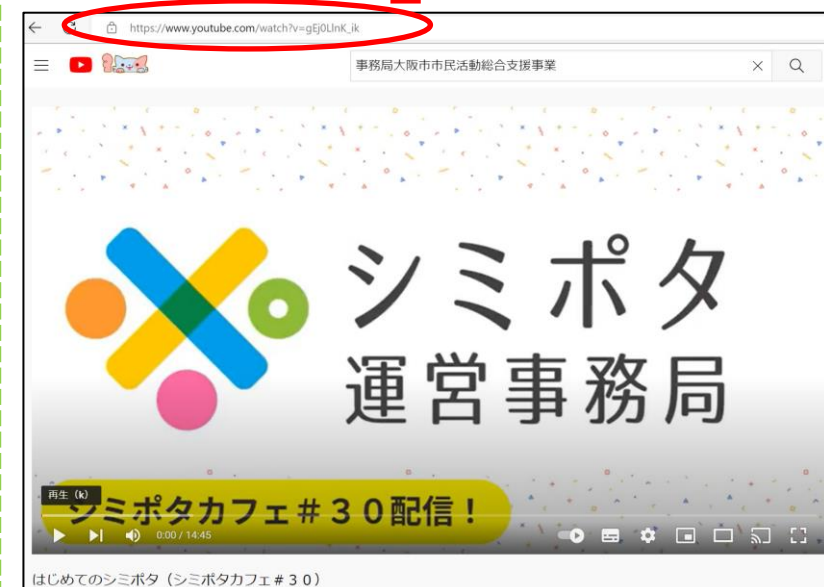 https://www.youtube.com/watch?v=gEj0LlnK_ik
事務局大阪市市民活動総合支援事業
シミポタ
運営事務局
再生 (k)
シミポタカフェ#30配信！
0:00 / 14:45
はじめてのシミポタ（シミポタカフェ#30）